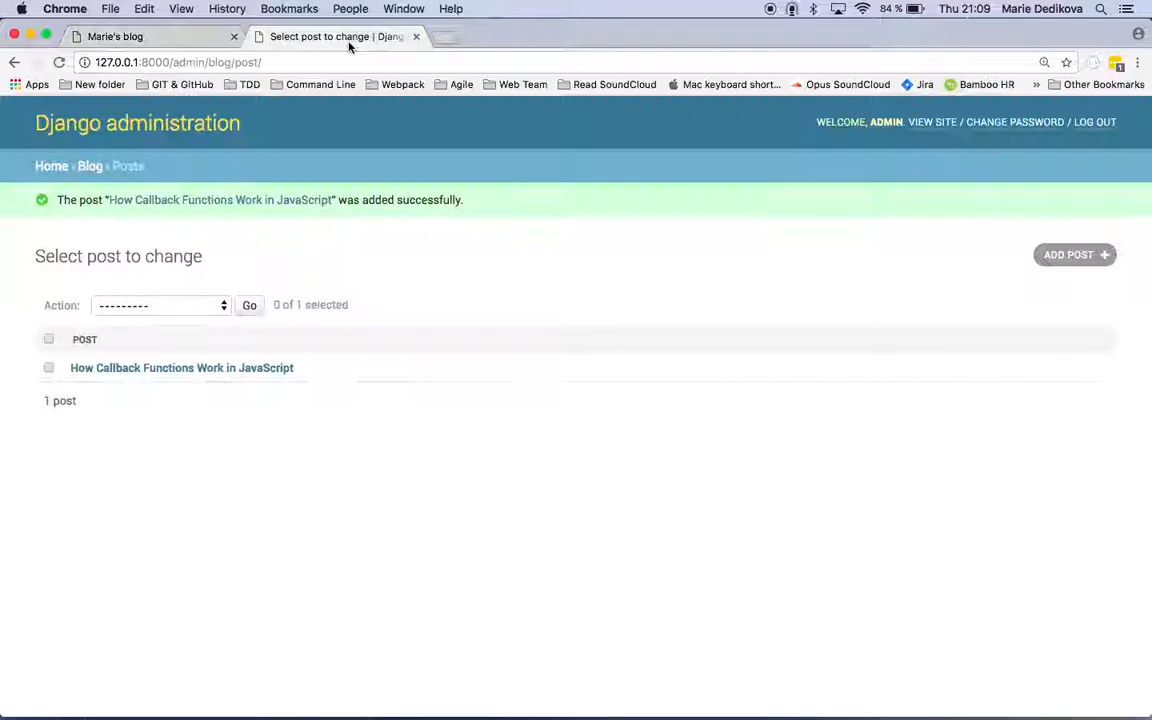 Chrome File Edit View History Bookmarks People Window Help 84 % Thu 21:09 Marie Dedikova
Marie's blog Select post to change | Djang
127.0.0.1:8000/admin/blog/post/
Apps New folder GIT & GitHub TDD Command Line Webpack Agile Web Team Read SoundCloud Mac keyboard short... Opus SoundCloud Jira Bamboo HR » Other Bookmarks
Django administration WELCOME, ADMIN. VIEW SITE / CHANGE PASSWORD / LOG OUT
Home › Blog › Posts
The post "How Callback Functions Work in JavaScript" was added successfully.
Select post to change ADD POST +
Action: --------- Go 0 of 1 selected
POST
How Callback Functions Work in JavaScript
1 post